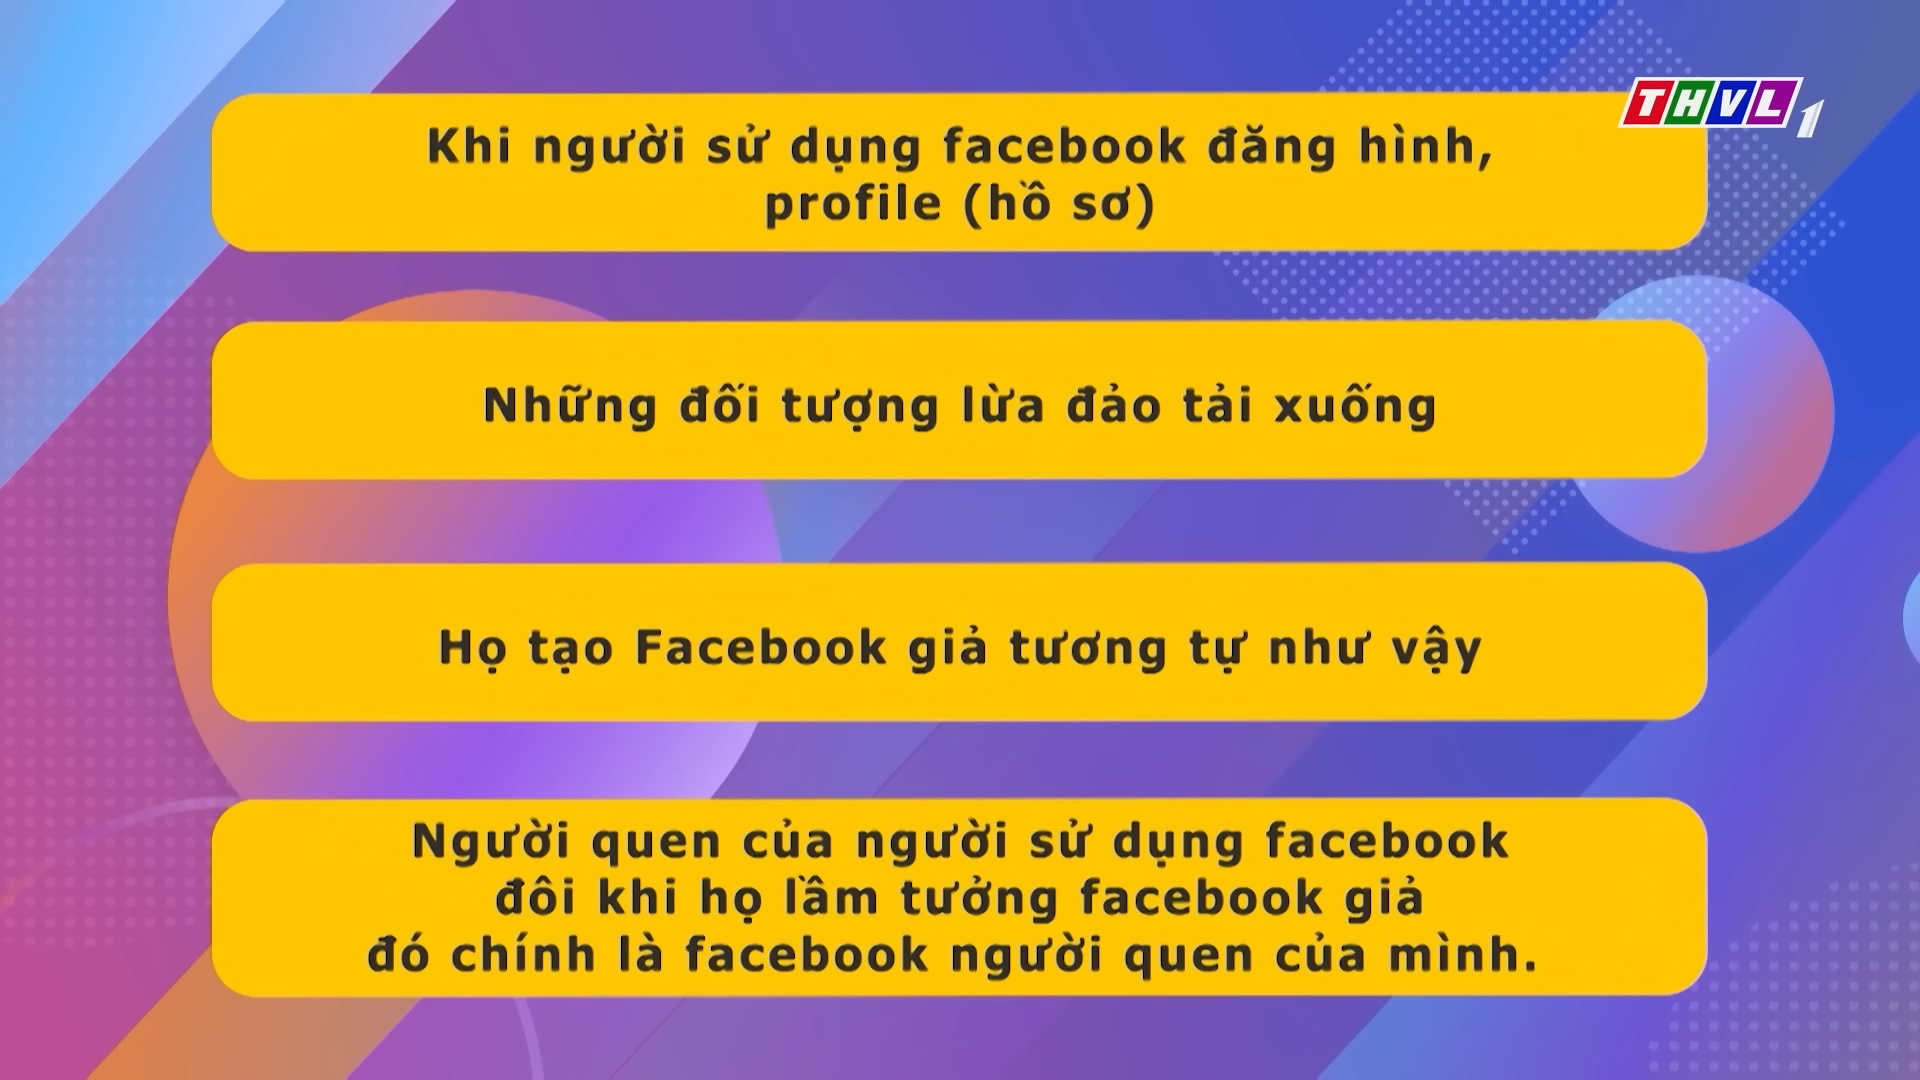 THVL1
Khi người sử dụng facebook đăng hình,
profile (hồ sơ)
Những đối tượng lừa đảo tải xuống
Họ tạo Facebook giả tương tự như vậy
Người quen của người sử dụng facebook
đôi khi họ lầm tưởng facebook giả
đó chính là facebook người quen của mình.